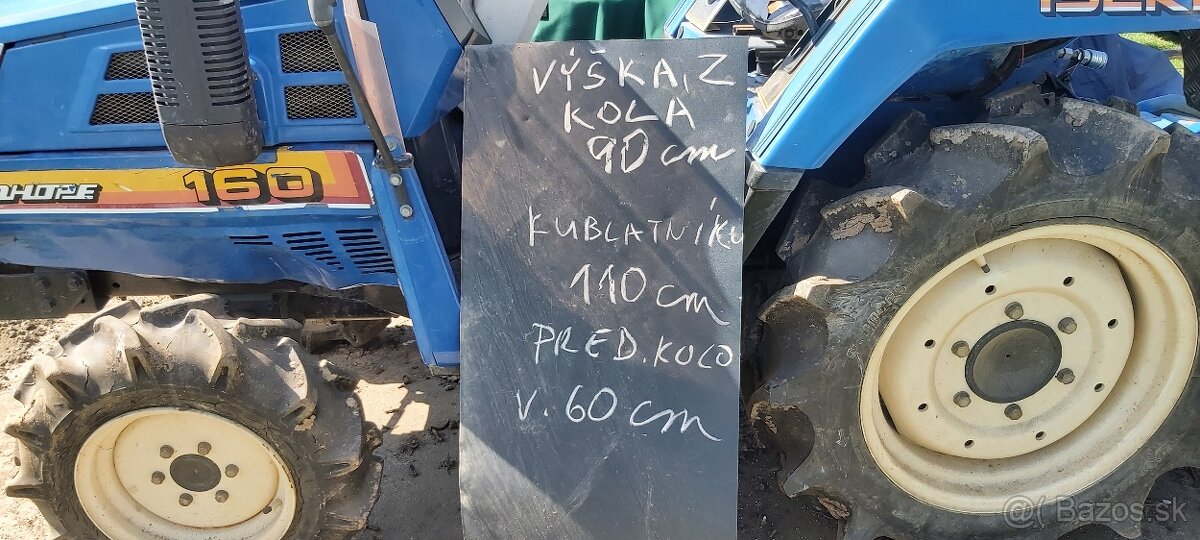 ISEKI
VÝŠKA, Z
KOLA
90 cm
160
KUBLATNÍKU
110 cm
PRED. KOLO
V. 60 cm
@ Bazos.sk